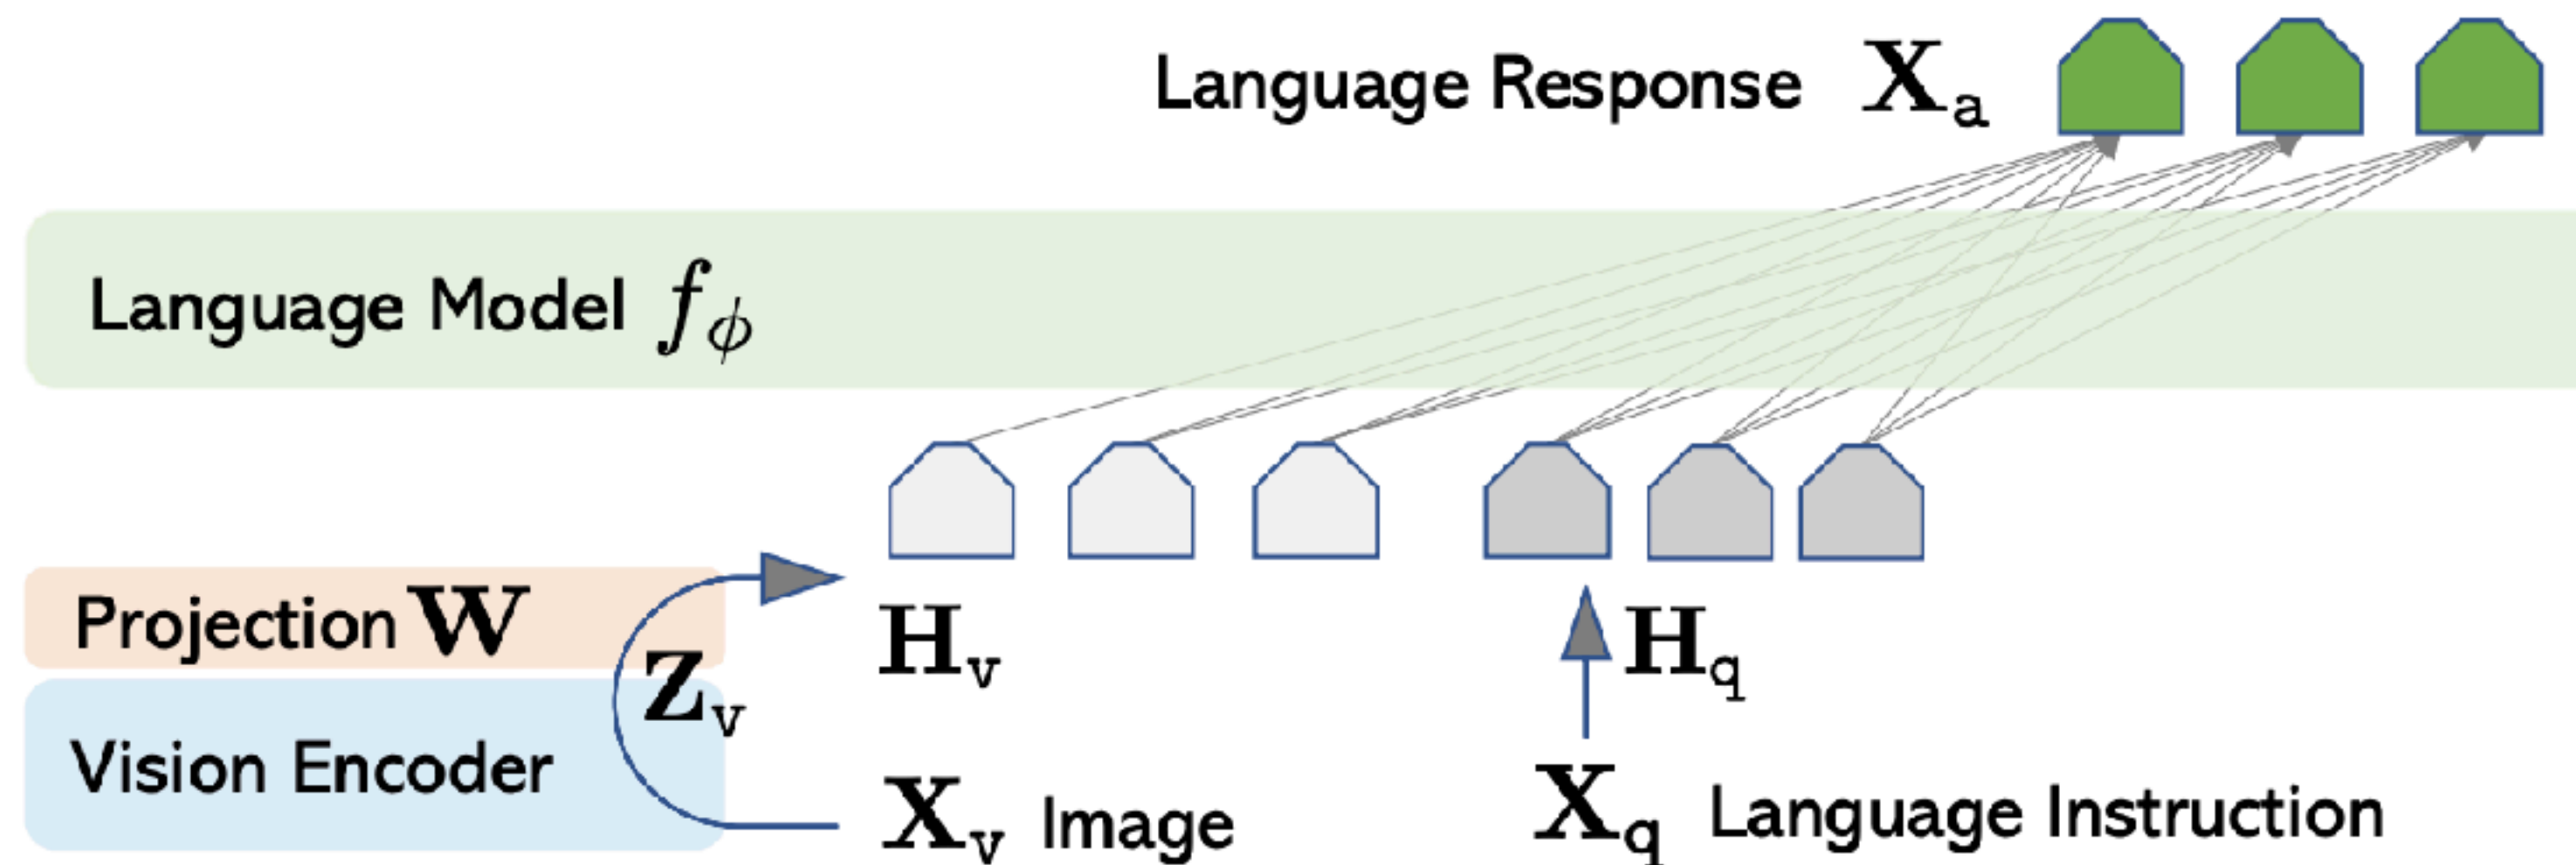 Language Response X_a
Language Model f_ϕ
Projection W
Z_v
H_v
H_q
Vision Encoder
X_v Image
X_q Language Instruction